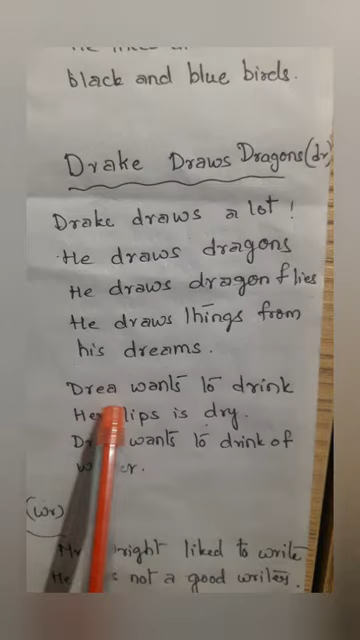 black and blue birds.
Drake Draws Dragons (dr)
Drake draws a lot!
He draws dragons
He draws dragon flies
He draws things from
his dreams.
Drea wants to drink
lips is dry.
wants to drink of
(wr)
liked to write
not a good writer.